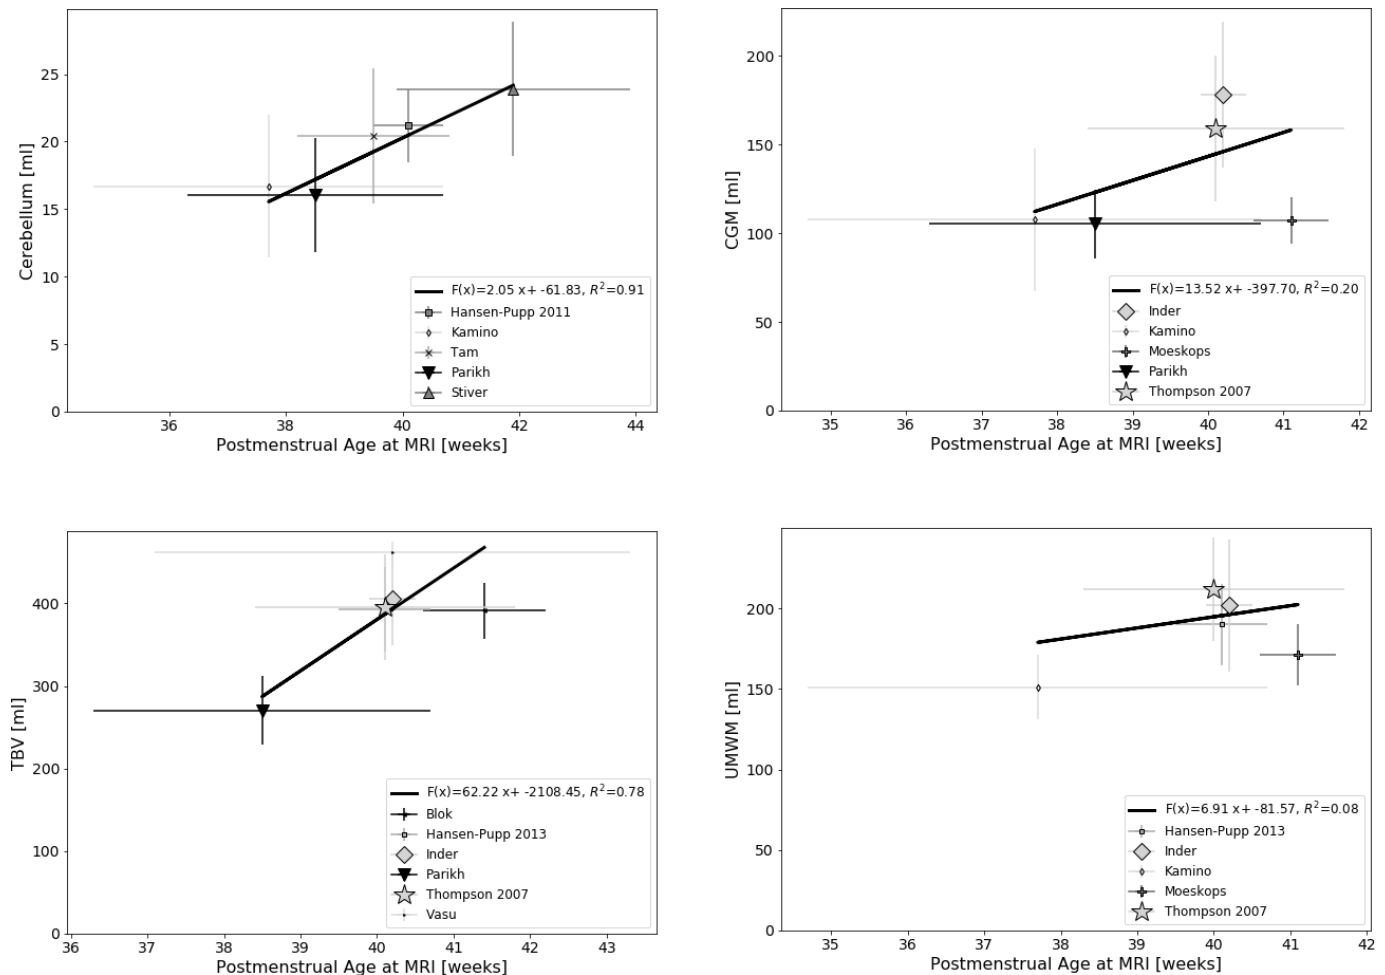 25
20
15
10
5
0
Cerebellum [ml]
F(x)=2.05 x+ -61.83, R²=0.91
Hansen-Pupp 2011
Kamino
Tam
Parikh
Stiver
36 38 40 42 44
Postmenstrual Age at MRI [weeks]
200
150
100
50
0
CGM [ml]
F(x)=13.52 x+ -397.70, R²=0.20
Inder
Kamino
Moeskops
Parikh
Thompson 2007
35 36 37 38 39 40 41 42
Postmenstrual Age at MRI [weeks]
400
300
200
100
0
TBV [ml]
F(x)=62.22 x+ -2108.45, R²=0.78
Blok
Hansen-Pupp 2013
Inder
Parikh
Thompson 2007
Vasu
36 37 38 39 40 41 42 43
Postmenstrual Age at MRI [weeks]
200
150
100
50
0
UMWM [ml]
F(x)=6.91 x+ -81.57, R²=0.08
Hansen-Pupp 2013
Inder
Kamino
Moeskops
Thompson 2007
35 36 37 38 39 40 41 42
Postmenstrual Age at MRI [weeks]